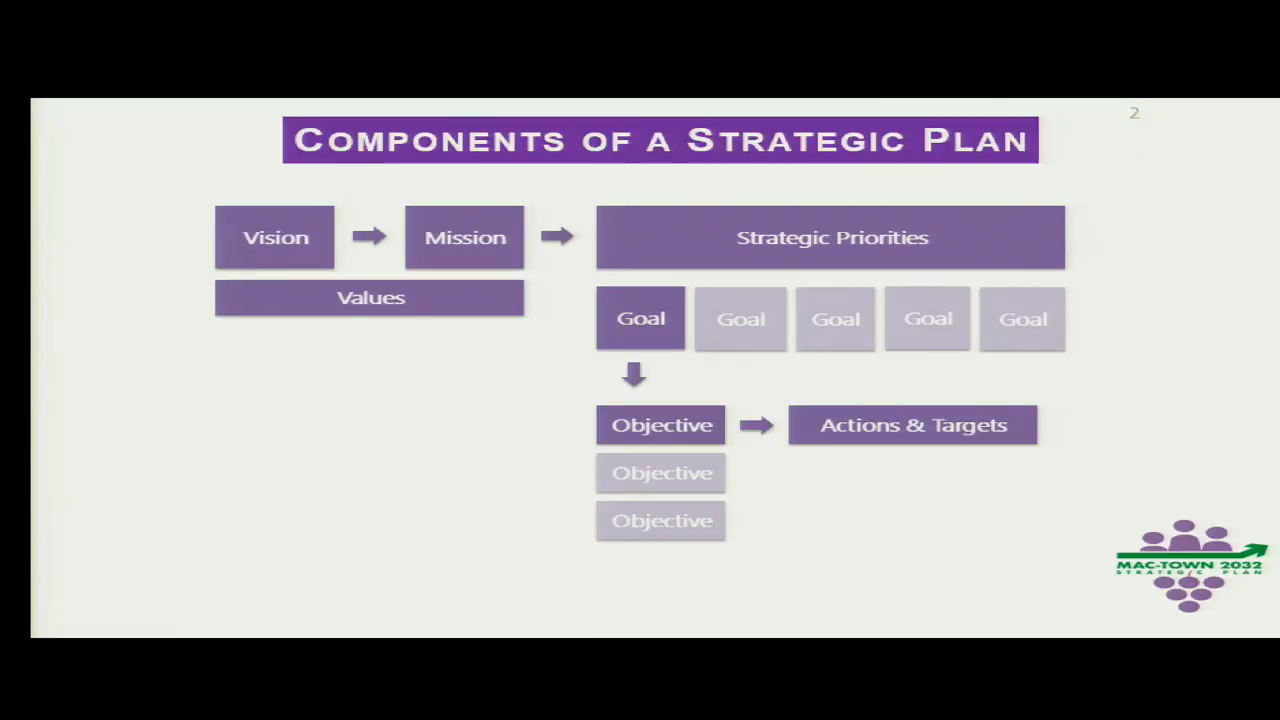 2
COMPONENTS OF A STRATEGIC PLAN
Vision
Mission
Strategic Priorities
Values
Goal
Goal
Goal
Goal
Goal
Objective
Actions & Targets
Objective
Objective
MAC-TOWN 2032
STRATEGIC PLAN